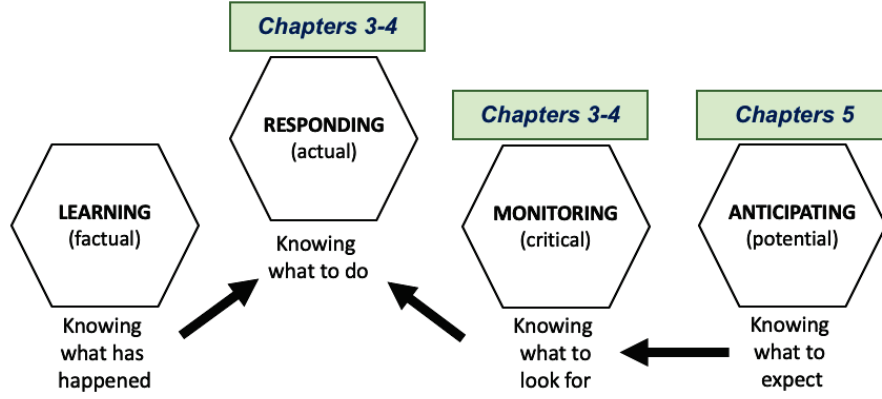 Chapters 3-4
RESPONDING
(actual)
Knowing
what to do
Chapters 3-4
Chapters 5
LEARNING
(factual)
Knowing
what has
happened
MONITORING
(critical)
Knowing
what to
look for
ANTICIPATING
(potential)
Knowing
what to
expect